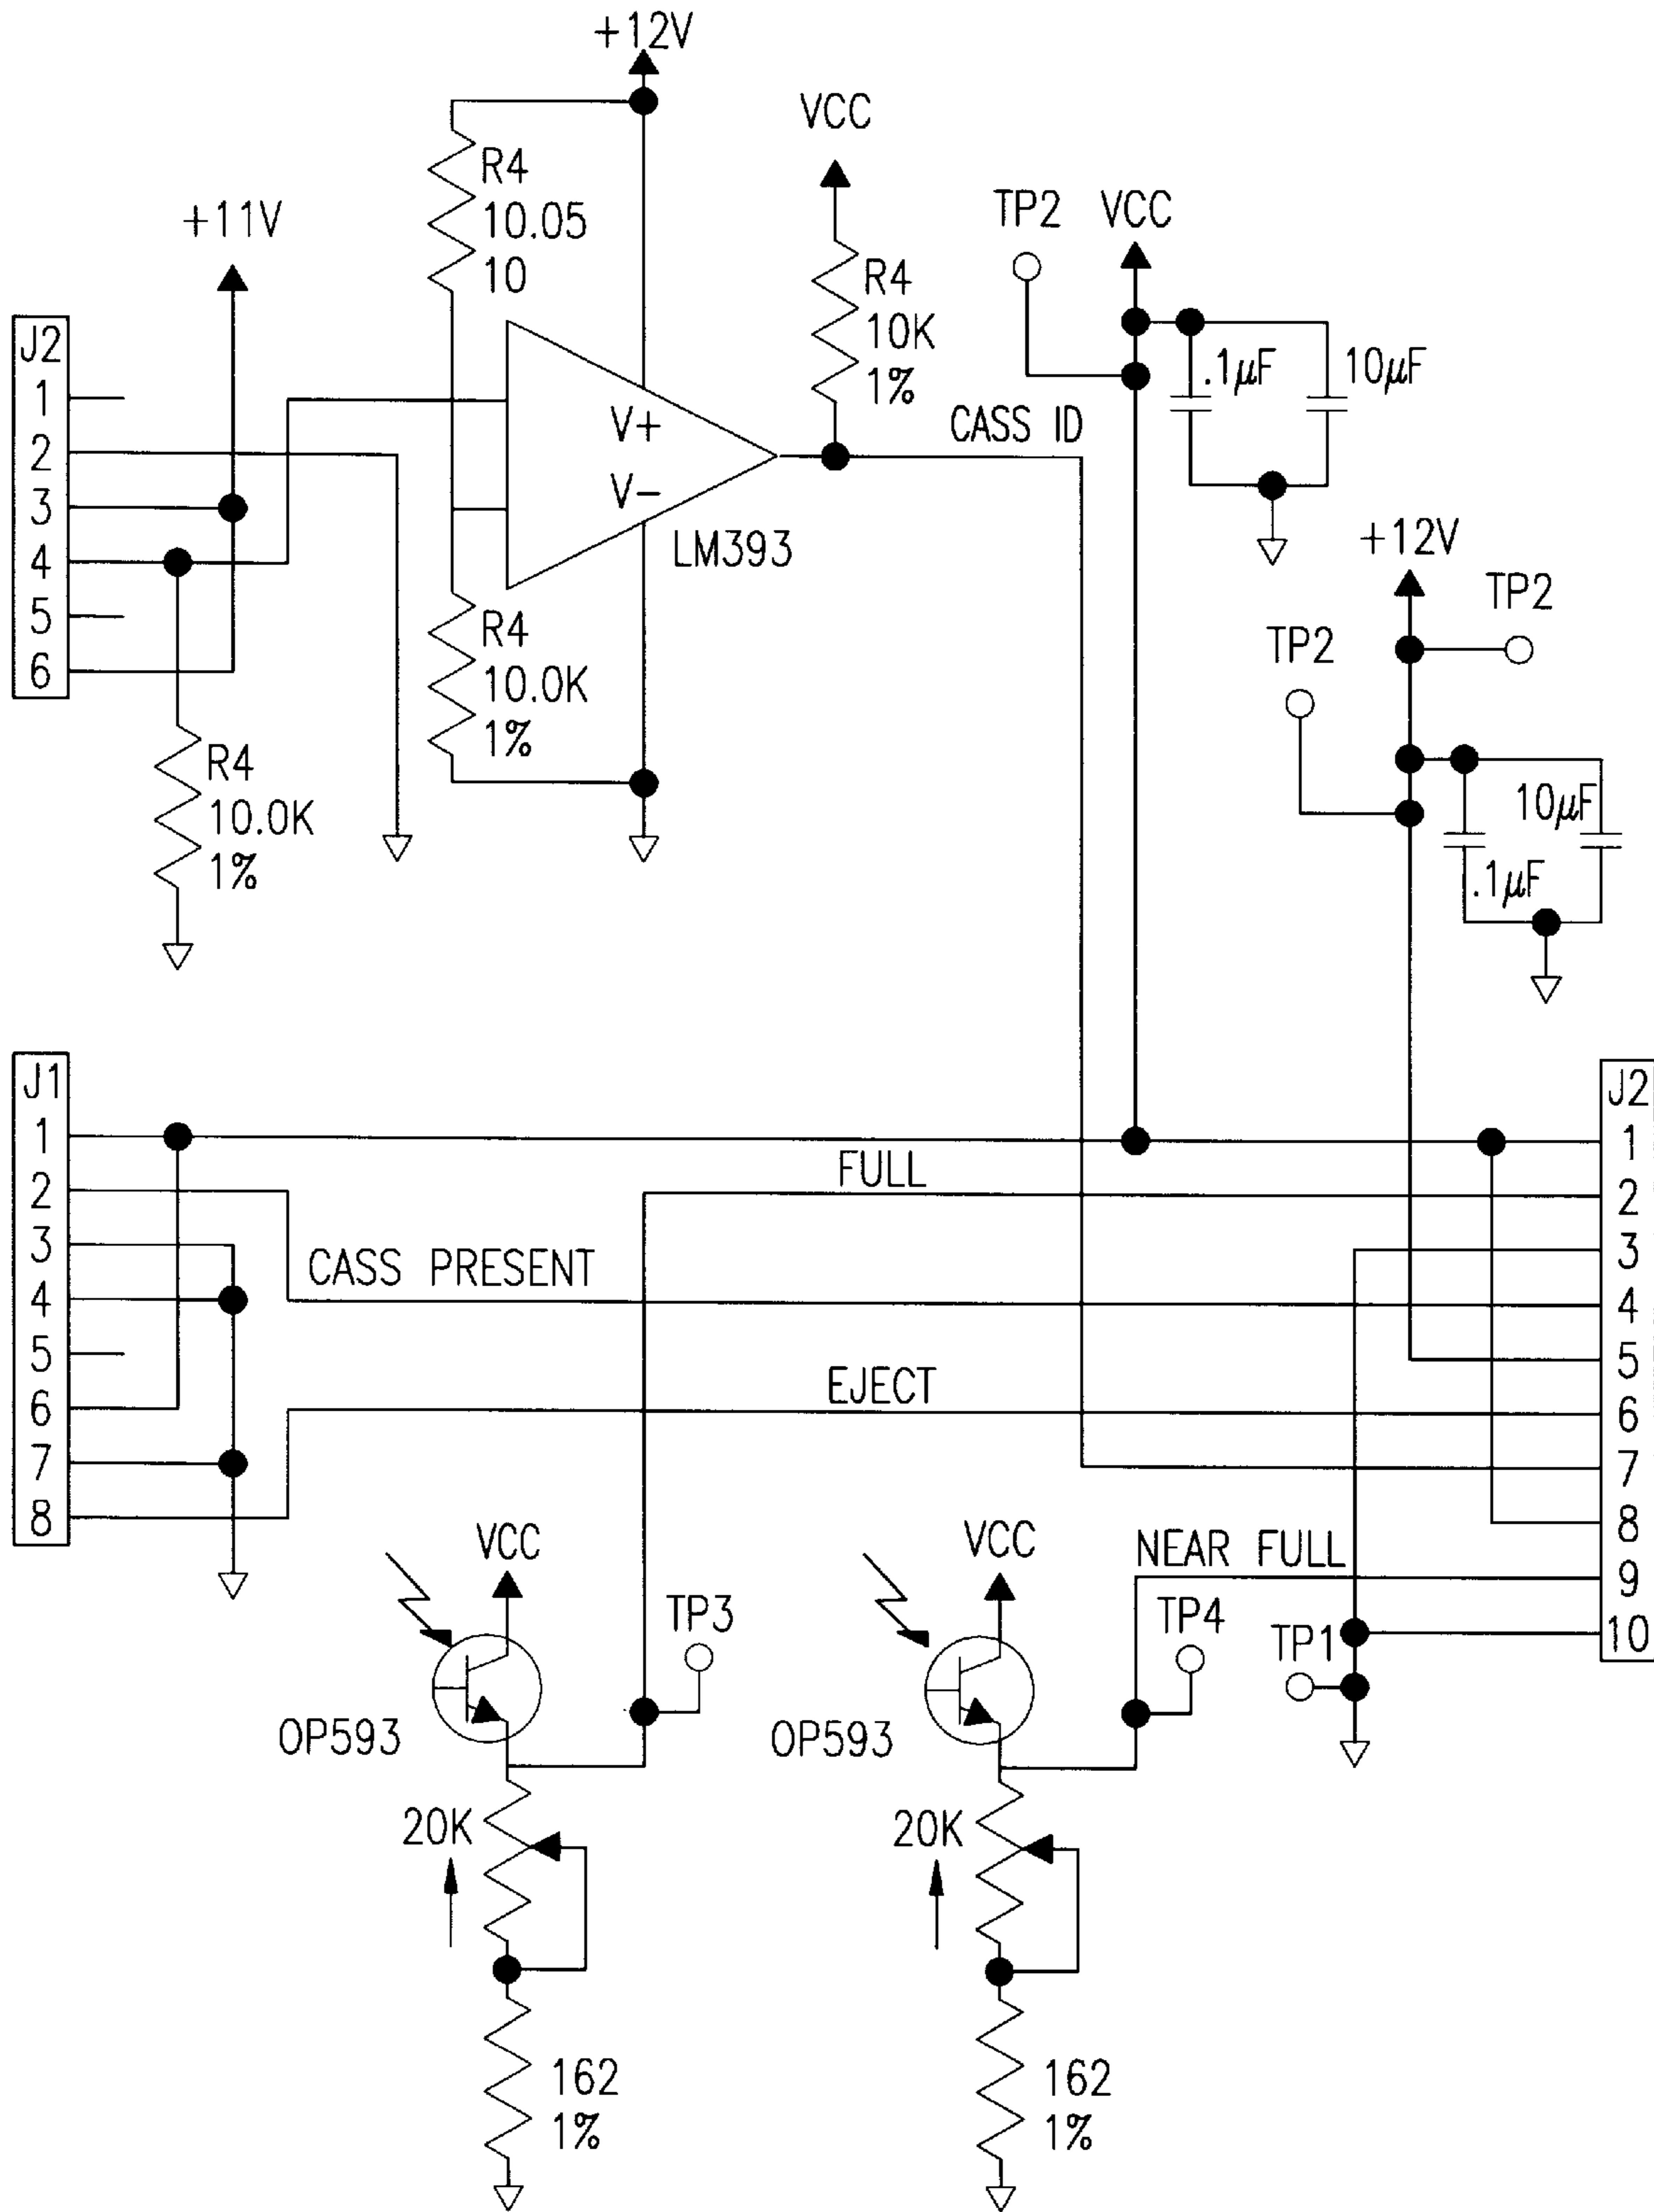 +12V
VCC
R4
10.05
10
+11V
TP2
VCC
R4
10K
1%
J2
1
2
3
4
5
6
.1μF
10μF
V+
V-
CASS ID
LM393
+12V
TP2
TP2
R4
10.0K
1%
R4
10.0K
1%
10μF
.1μF
J1
1
2
3
4
5
6
7
8
J2
1
2
3
4
5
6
7
8
9
10
FULL
CASS PRESENT
EJECT
VCC
VCC
NEAR FULL
TP3
TP4
TP1
OP593
OP593
20K
20K
162
1%
162
1%